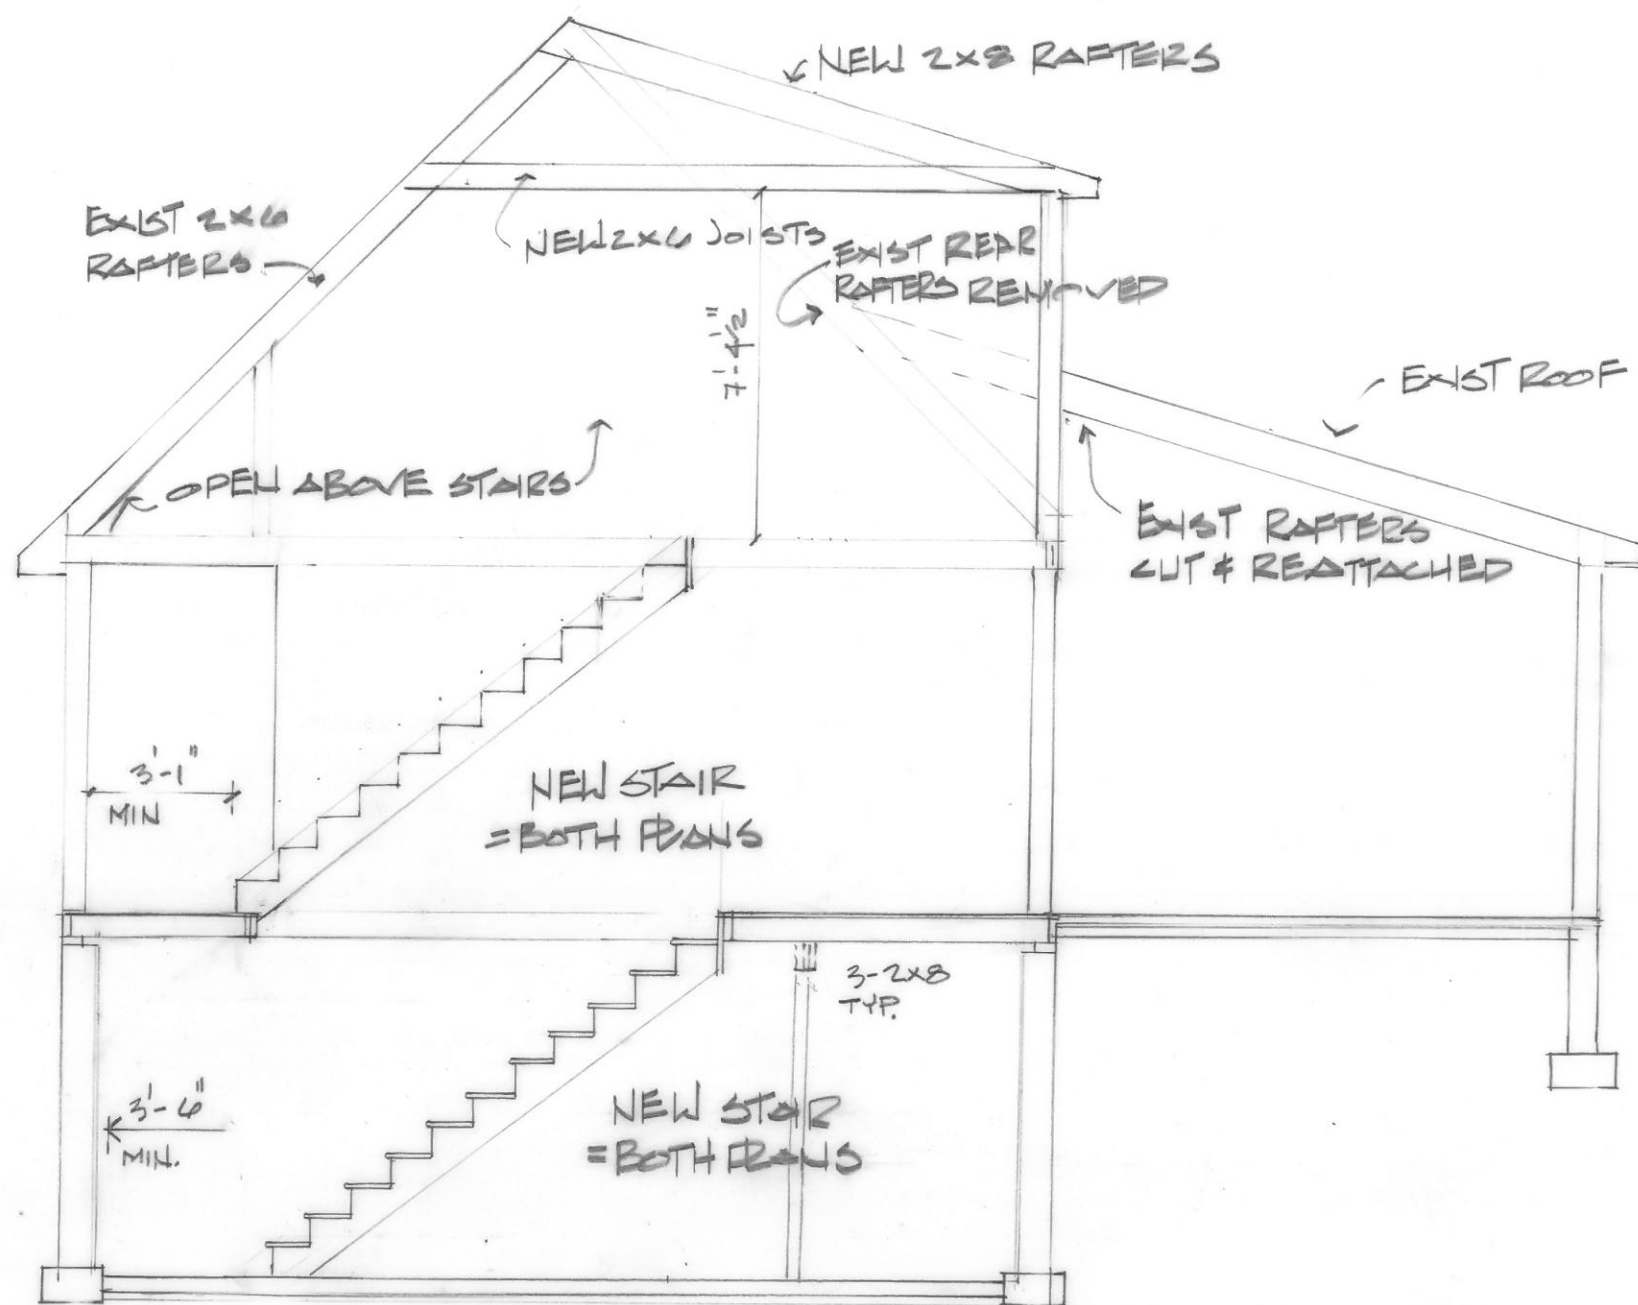 NEW 2x8 RAFTERS
EXIST 2x6
RAFTERS
NEW 2x6 JOISTS
EXIST REAR
RAFTERS REMOVED
7'-4½"
EXIST ROOF
OPEN ABOVE STAIRS
EXIST RAFTERS
CUT & REATTACHED
3'-1"
MIN
NEW STAIR
=BOTH PLANS
3-2x8
TYP.
3'-6"
MIN.
NEW STAIR
=BOTH PLANS